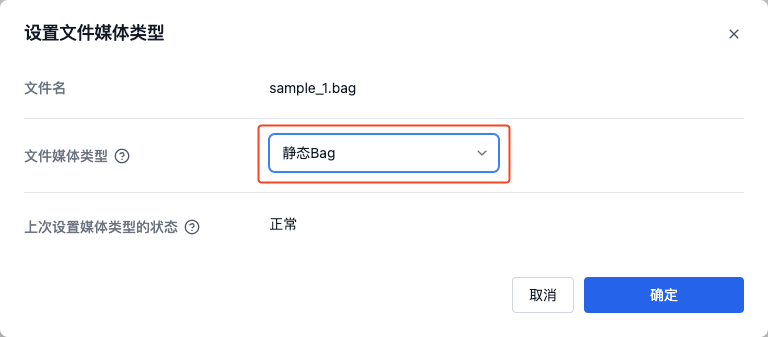 设置文件媒体类型
文件名 sample_1.bag
文件媒体类型 静态Bag
上次设置媒体类型的状态 正常
取消 确定